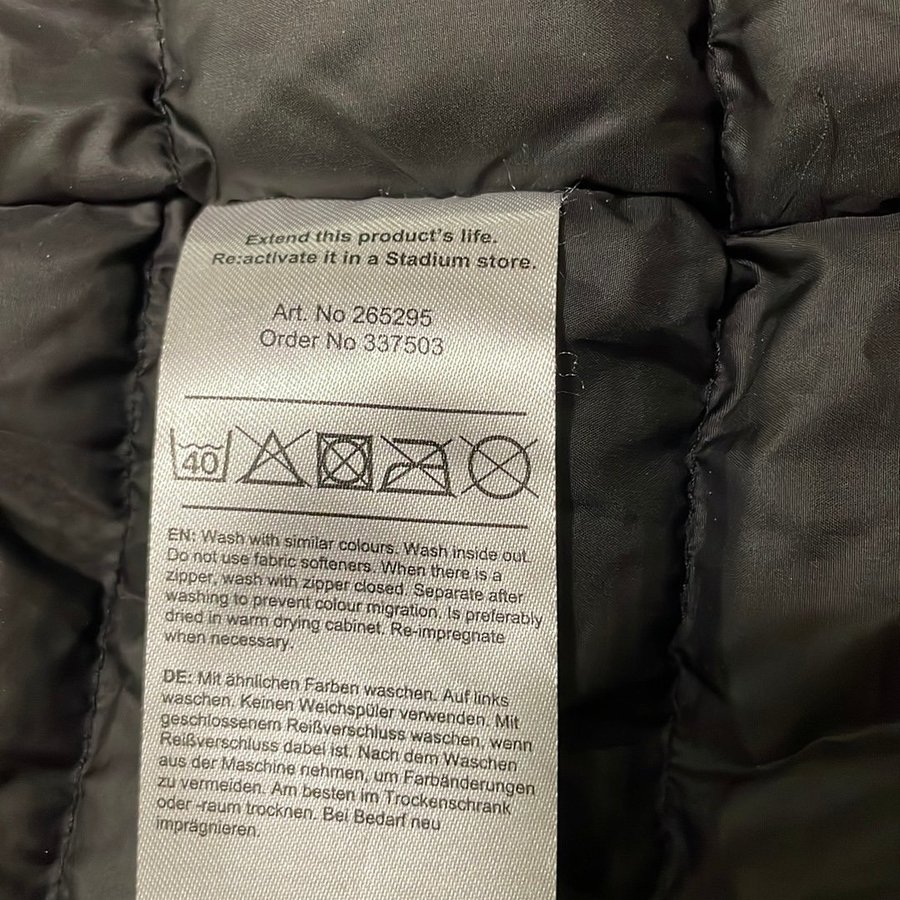 Extend this product's life.
Re:activate it in a Stadium store.
Art. No 265295
Order No 337503
40
EN: Wash with similar colours. Wash inside out.
Do not use fabric softeners. When there is a
zipper, wash with zipper closed. Separate after
washing to prevent colour migration. Is preferably
dried in warm drying cabinet. Re-impregnate
when necessary.
DE: Mit ähnlichen Farben waschen. Auf links
waschen. Keinen Weichspüler verwenden. Mit
geschlossenem Reißverschluss waschen, wenn
Reißverschluss dabei ist. Nach dem Waschen
aus der Maschine nehmen, um Farbänderungen
zu vermeiden. Am besten im Trockenschrank
oder -raum trocknen. Bei Bedarf neu
imprägnieren.